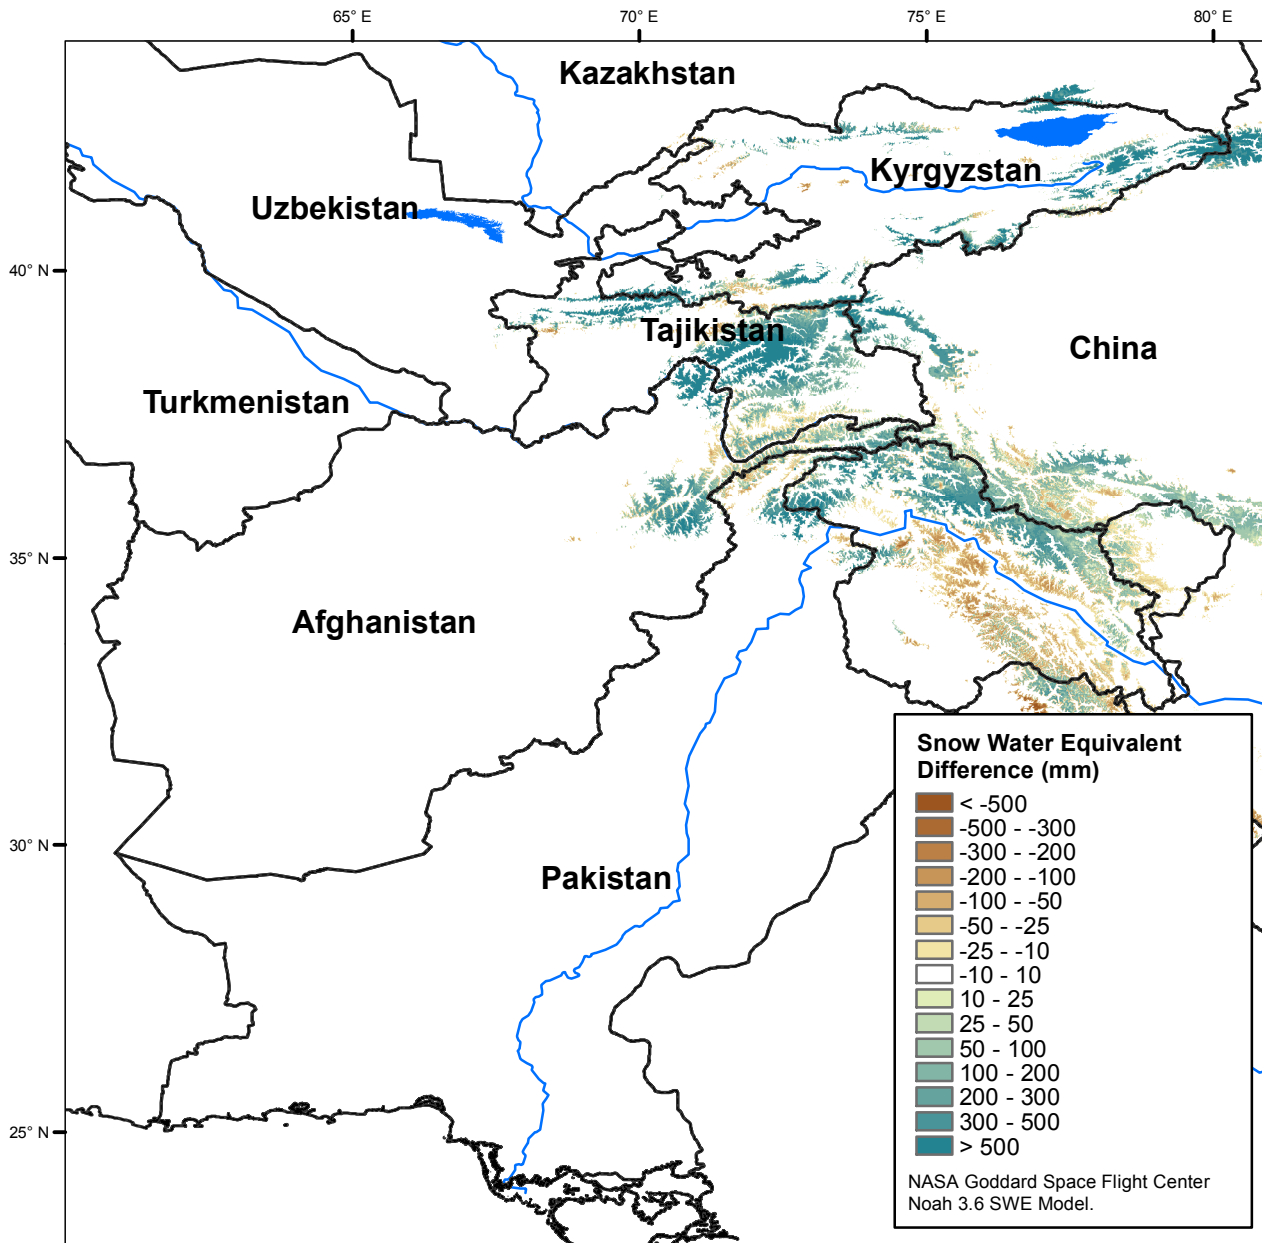 65° E
70° E
75° E
80° E
Kazakhstan
Kyrgyzstan
Uzbekistan
40° N
Tajikistan
China
Turkmenistan
35° N
Afghanistan
30° N
Pakistan
25° N
Snow Water Equivalent
Difference (mm)
< -500
-500 - -300
-300 - -200
-200 - -100
-100 - -50
-50 - -25
-25 - -10
-10 - 10
10 - 25
25 - 50
50 - 100
100 - 200
200 - 300
300 - 500
> 500
NASA Goddard Space Flight Center
Noah 3.6 SWE Model.